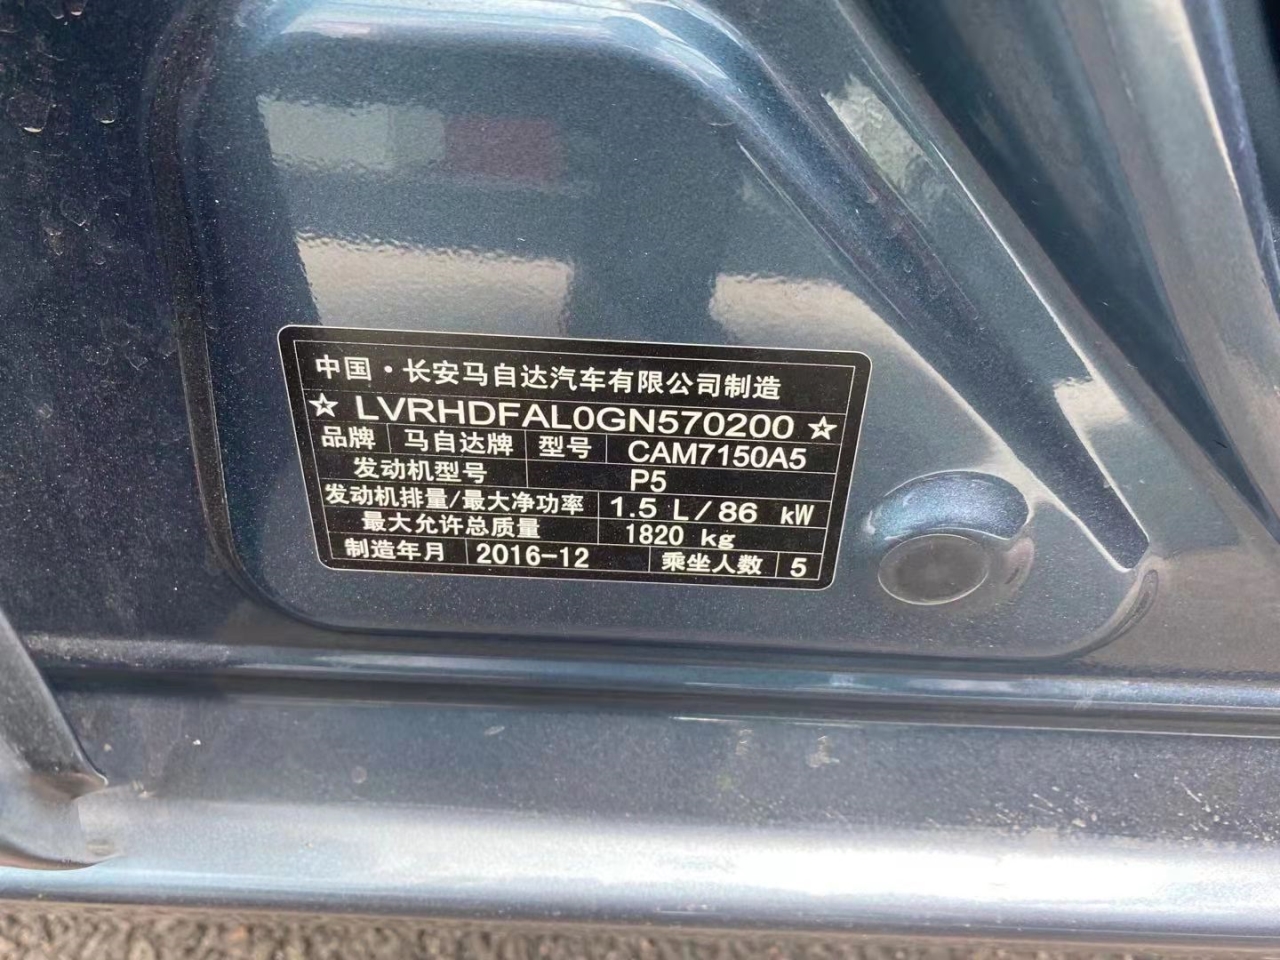 中国·长安马自达汽车有限公司制造
☆ LVRHDFAL0GN570200 ☆
品牌 马自达牌 型号 CAM7150A5
发动机型号 P5
发动机排量/最大净功率 1.5 L/86 kW
最大允许总质量 1820 kg
制造年月 2016-12 乘坐人数 5